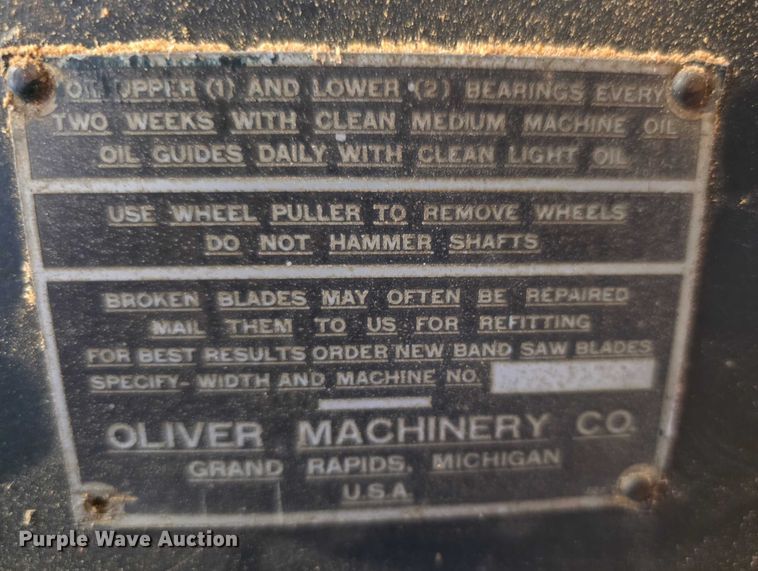 OIL UPPER (1) AND LOWER (2) BEARINGS EVERY
TWO WEEKS WITH CLEAN MEDIUM MACHINE OIL
OIL GUIDES DAILY WITH CLEAN LIGHT OIL
USE WHEEL PULLER TO REMOVE WHEELS
DO NOT HAMMER SHAFTS
BROKEN BLADES MAY OFTEN BE REPAIRED
MAIL THEM TO US FOR REFITTING
FOR BEST RESULTS ORDER NEW BAND SAW BLADES
SPECIFY-WIDTH AND MACHINE NO.
OLIVER MACHINERY CO.
GRAND RAPIDS, MICHIGAN
U.S.A.
Purple Wave Auction